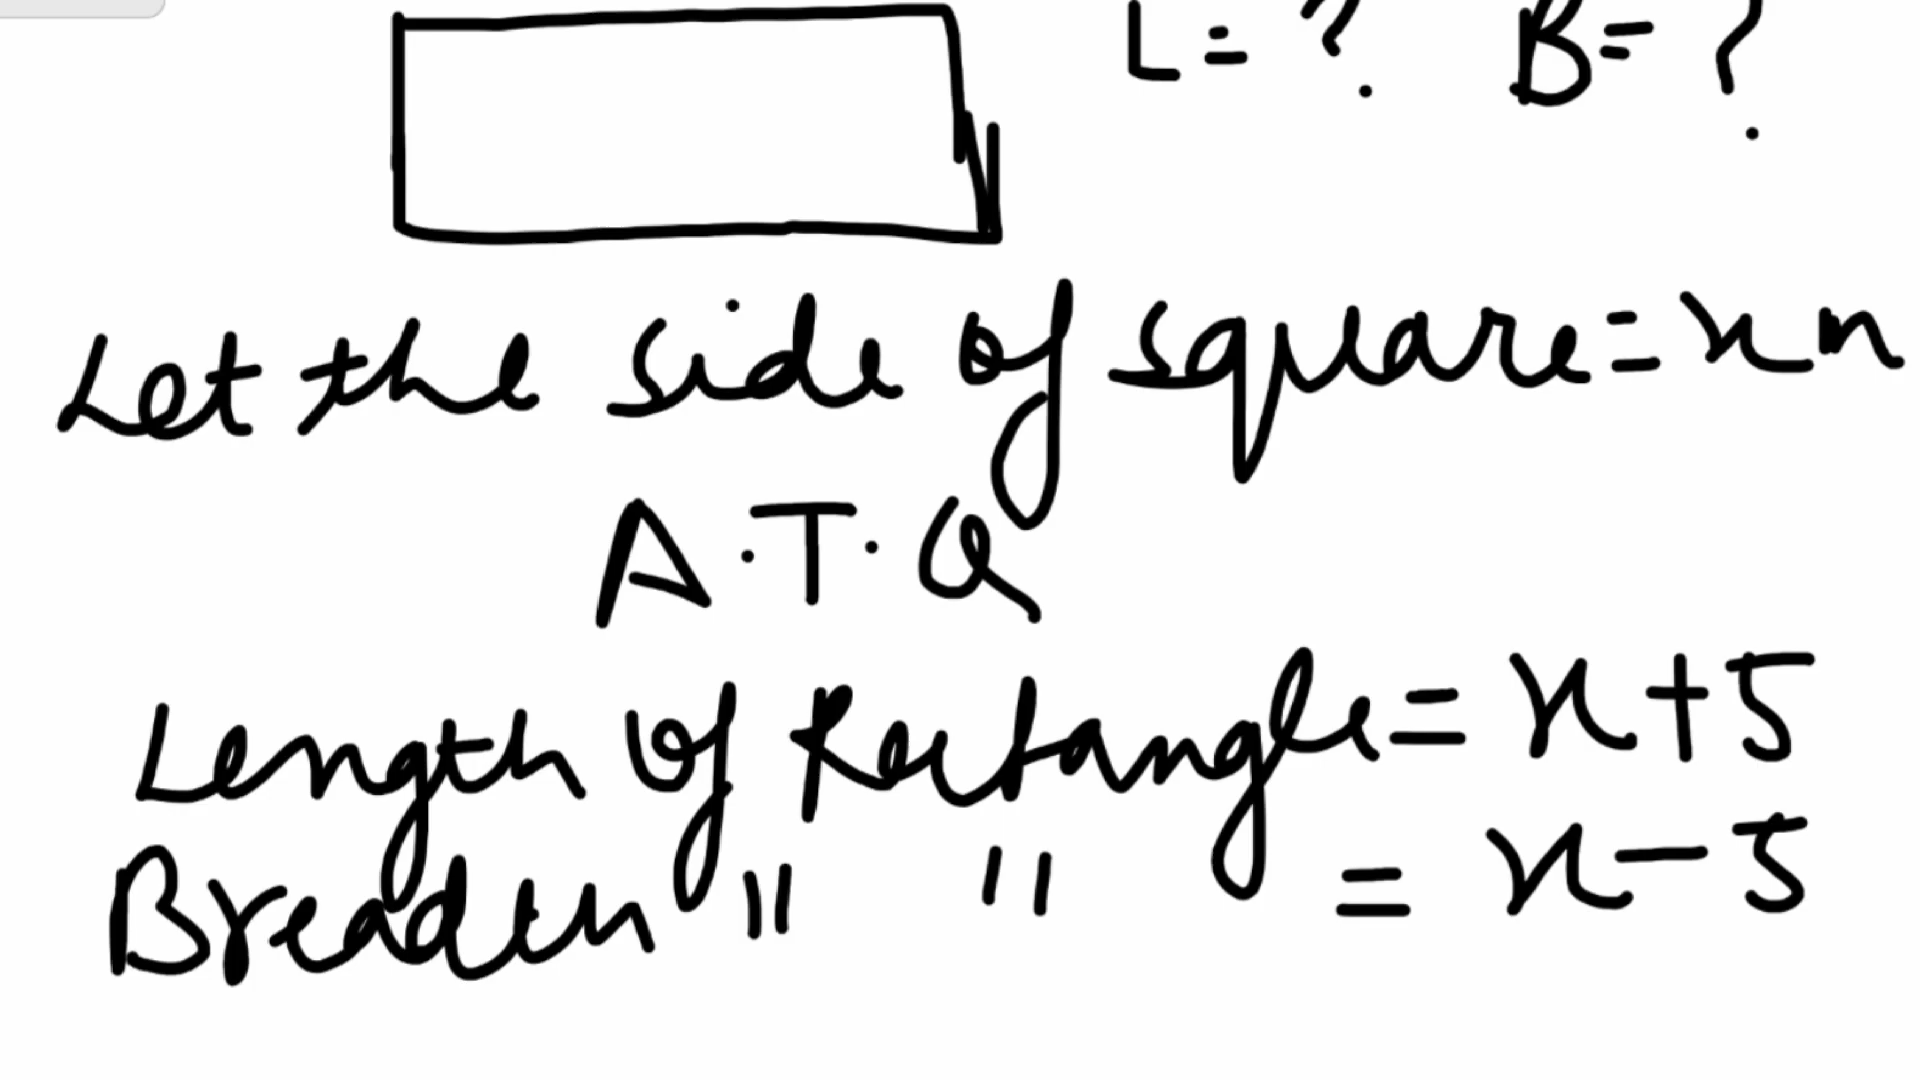 L = ? B = ?
Let the side of square = x m
A.T.Q
Length of Rectangle = x + 5
Breadth " " = x - 5